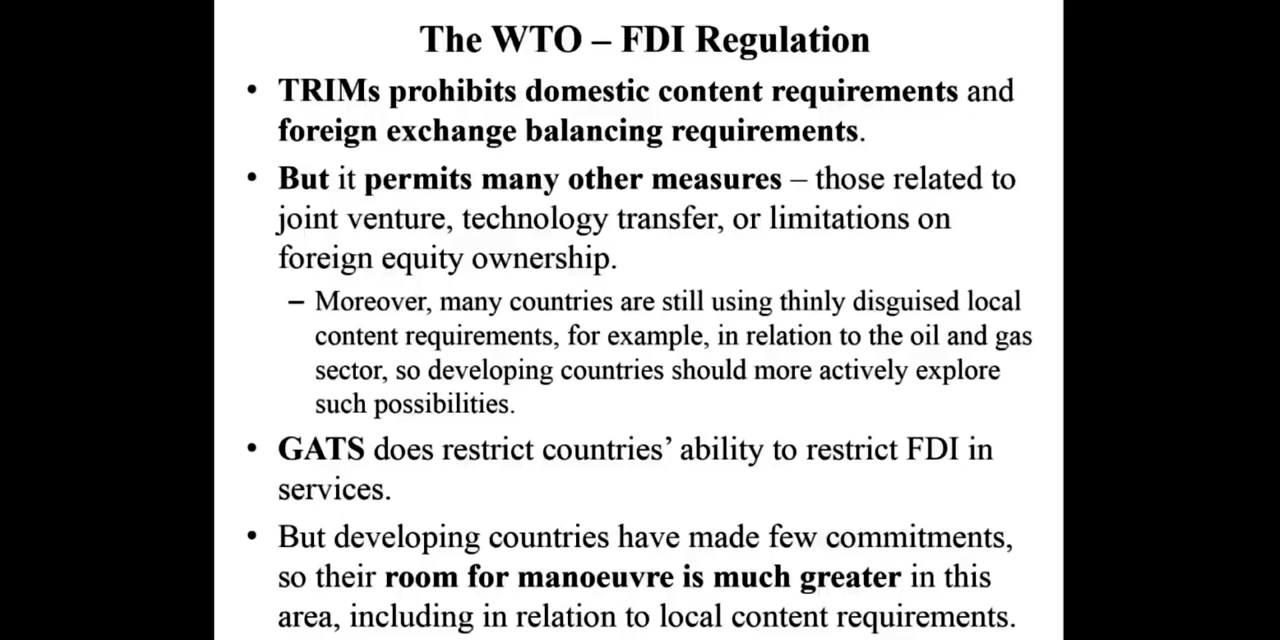 The WTO – FDI Regulation
• TRIMs prohibits domestic content requirements and
foreign exchange balancing requirements.
• But it permits many other measures – those related to
joint venture, technology transfer, or limitations on
foreign equity ownership.
– Moreover, many countries are still using thinly disguised local
content requirements, for example, in relation to the oil and gas
sector, so developing countries should more actively explore
such possibilities.
• GATS does restrict countries’ ability to restrict FDI in
services.
• But developing countries have made few commitments,
so their room for manoeuvre is much greater in this
area, including in relation to local content requirements.